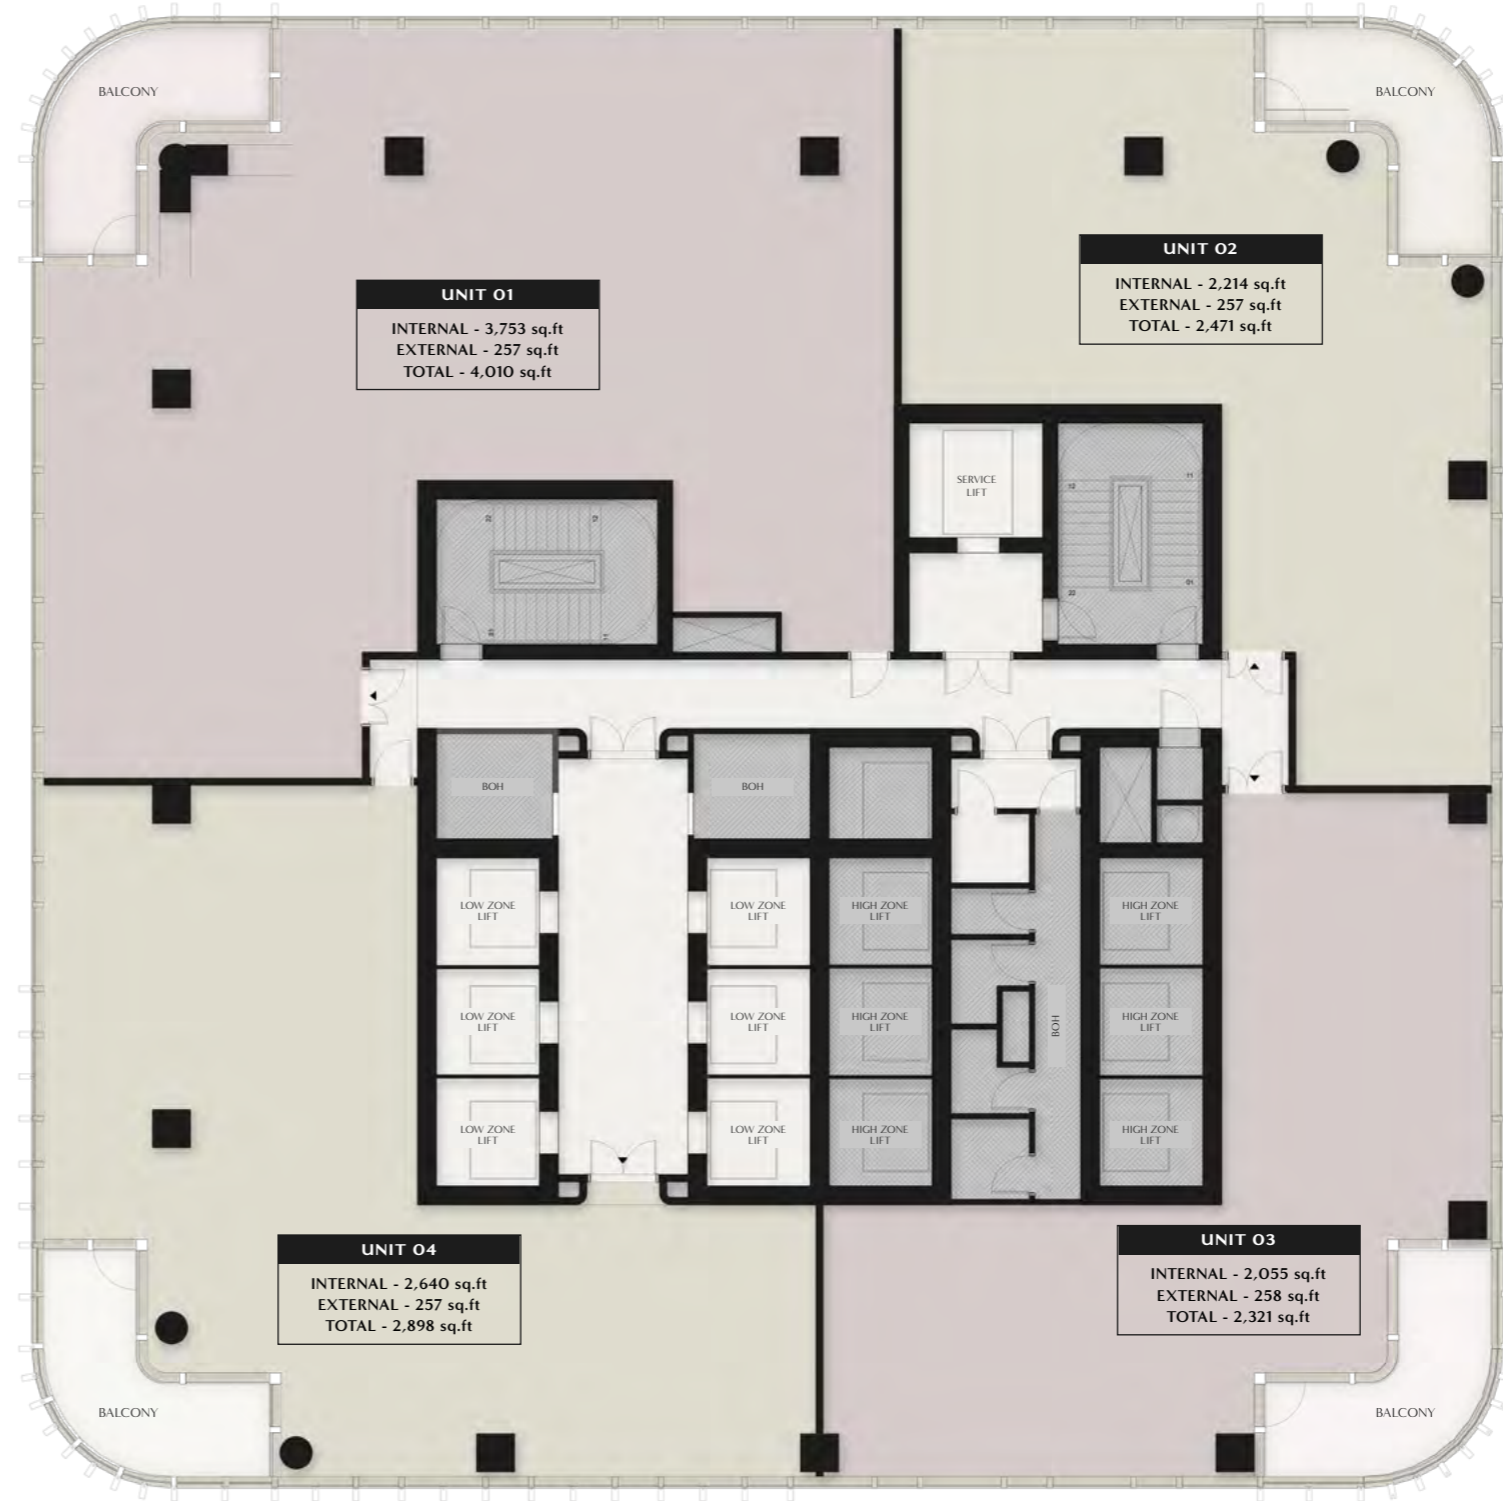 BALCONY
BALCONY
UNIT 02
INTERNAL - 2,214 sq.ft
EXTERNAL - 257 sq.ft
TOTAL - 2,471 sq.ft
UNIT 01
INTERNAL - 3,753 sq.ft
EXTERNAL - 257 sq.ft
TOTAL - 4,010 sq.ft
SERVICE
LIFT
BOH
BOH
LOW ZONE
LIFT
LOW ZONE
LIFT
HIGH ZONE
LIFT
HIGH ZONE
LIFT
LOW ZONE
LIFT
LOW ZONE
LIFT
HIGH ZONE
LIFT
BOH
HIGH ZONE
LIFT
LOW ZONE
LIFT
LOW ZONE
LIFT
HIGH ZONE
LIFT
HIGH ZONE
LIFT
UNIT 04
INTERNAL - 2,640 sq.ft
EXTERNAL - 257 sq.ft
TOTAL - 2,898 sq.ft
UNIT 03
INTERNAL - 2,055 sq.ft
EXTERNAL - 258 sq.ft
TOTAL - 2,321 sq.ft
BALCONY
BALCONY